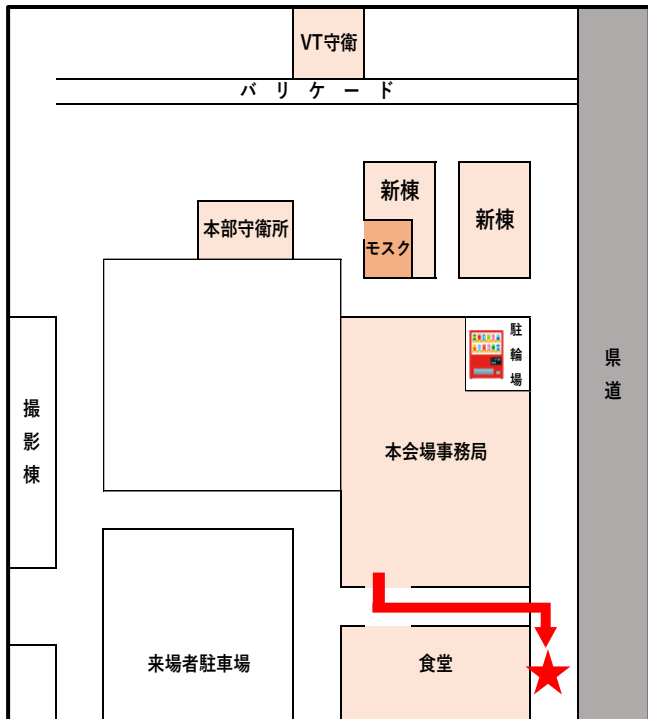 VT守衛
バリケード
新棟
新棟
本部守衛所
モスク
駐輪場
県道
撮影棟
本会場事務局
来場者駐車場
食堂